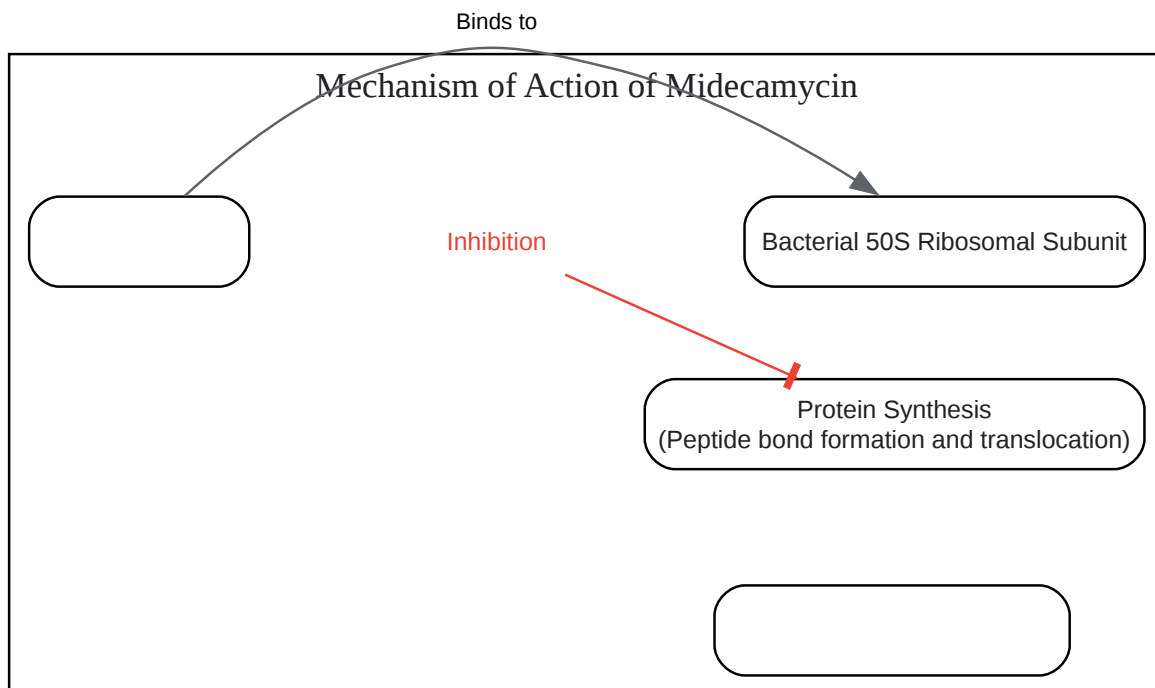 Binds to
Mechanism of Action of Midecamycin
Inhibition
Bacterial 50S Ribosomal Subunit
Protein Synthesis
(Peptide bond formation and translocation)